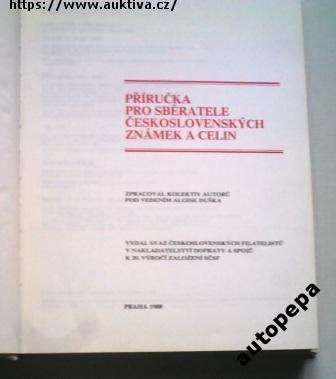 https://www.auktiva.cz/
PŘÍRUČKA
PRO SBĚRATELE
ČESKOSLOVENSKÝCH
ZNÁMEK A CELIN
ZPRACOVAL KOLEKTIV AUTORŮ
POD VEDENÍM ALOISE DUŠKA
VYDAL SVAZ ČESKOSLOVENSKÝCH FILATELISTŮ
V NAKLADATELSTVÍ DOPRAVY A SPOJŮ
K 20. VÝROČÍ ZALOŽENÍ SČSF
PRAHA 1988
autopepa